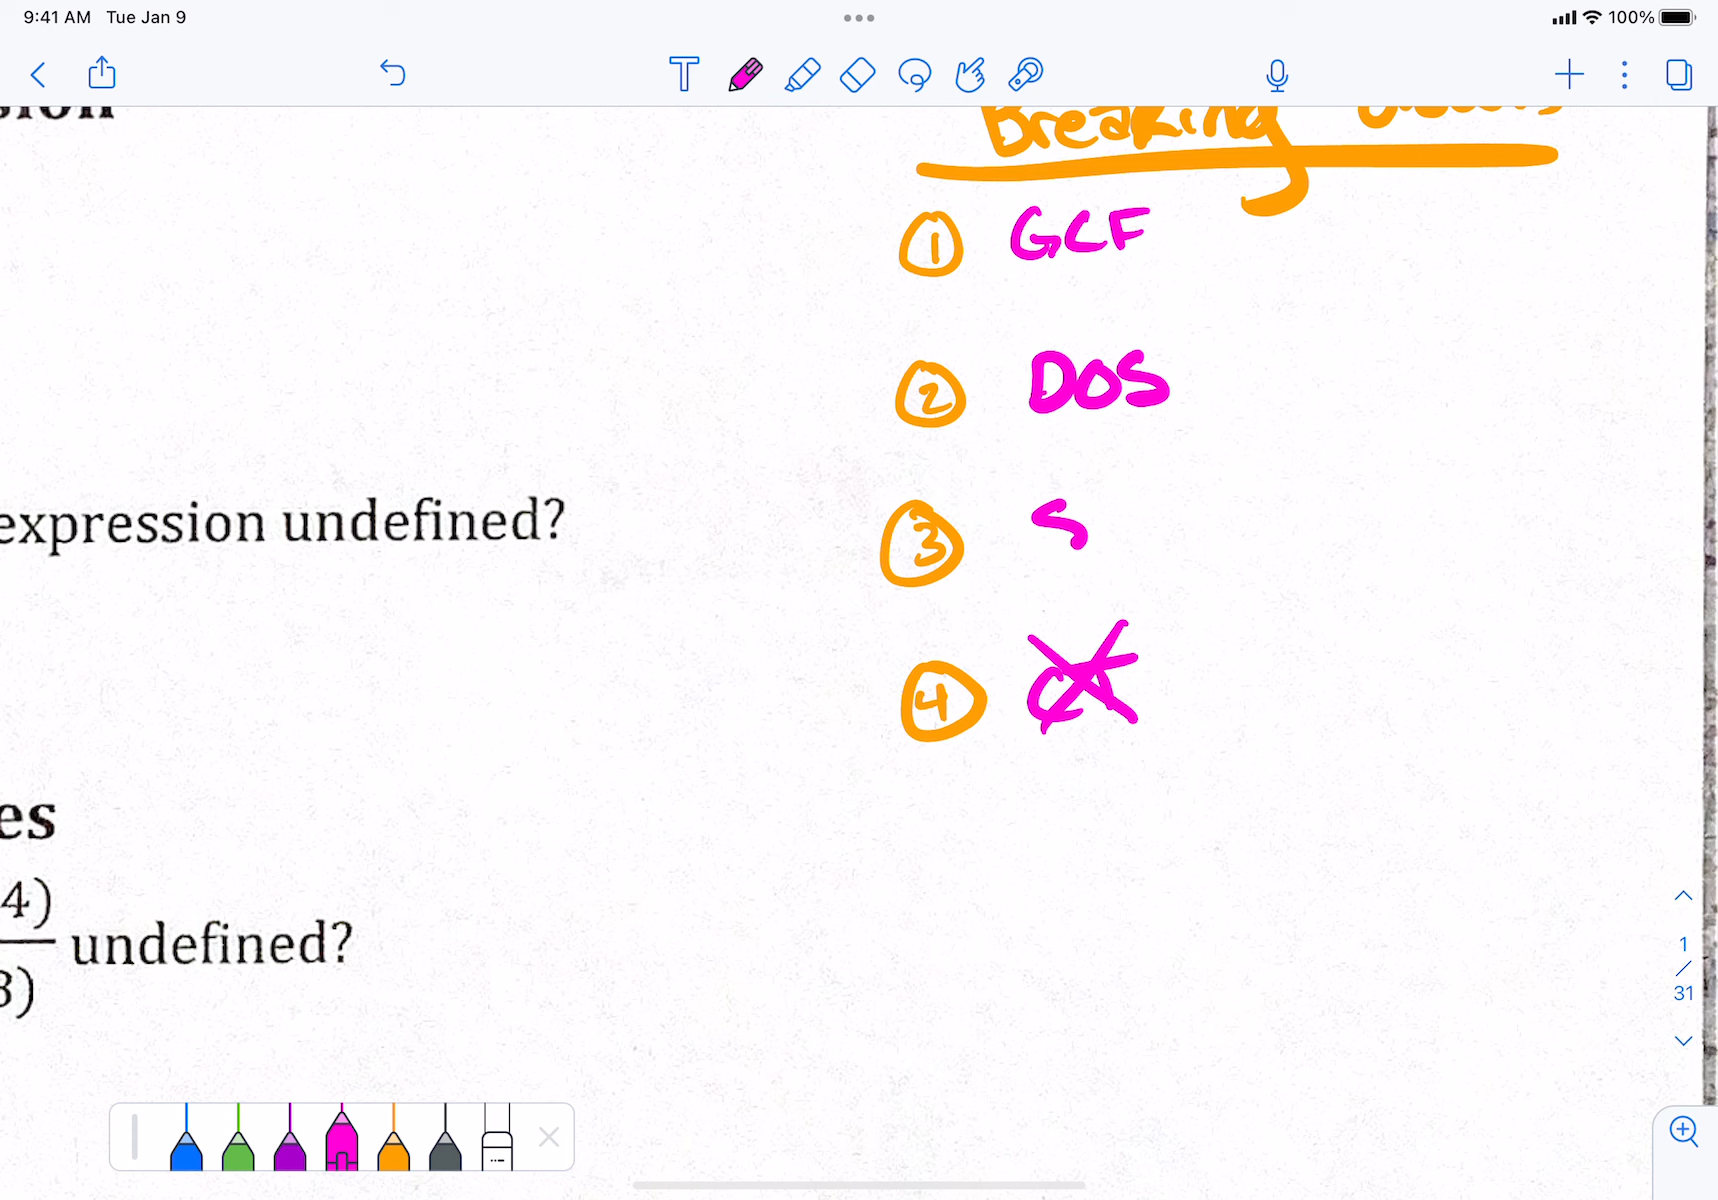 9:41 AM Tue Jan 9
100%
Breaking
1 GCF
2 DOS
3 S
expression undefined?
4
es
4)
undefined?
3)
1
/
31